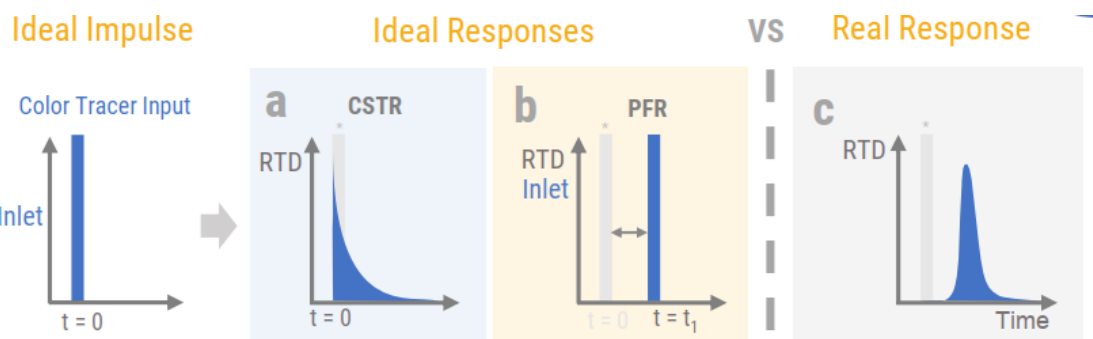 Ideal Impulse
Ideal Responses
VS
Real Response
Color Tracer Input
Inlet
t = 0
a
CSTR
*
RTD
t = 0
b
PFR
*
RTD
Inlet
t = 0
t = t₁
c
*
RTD
Time